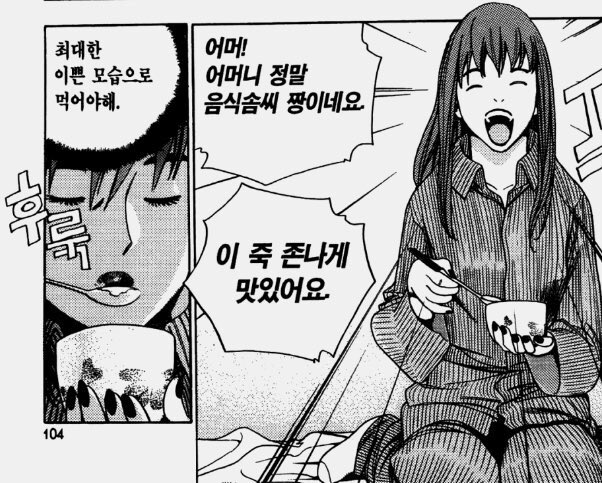 최대한
이쁜 모습으로
먹어야해.
후룩
어머!
어머니 정말
음식솜씨 짱이네요.
이 죽 존나게
맛있어요.
104